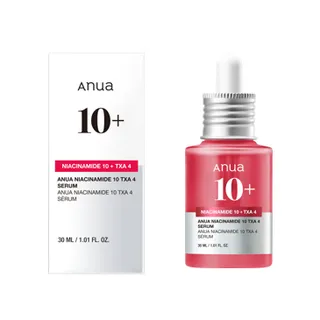 Anua
10+
NIACINAMIDE 10 + TXA 4
ANUA NIACINAMIDE 10 TXA 4
SERUM
ANUA NIACINAMIDE 10 TXA 4
SÉRUM
30 ML / 1.01 FL. OZ.
Anua
10+
NIACINAMIDE 10 + TXA 4
ANUA NIACINAMIDE 10 TXA 4
SERUM
ANUA NIACINAMIDE 10 TXA 4
SÉRUM
30 ML / 1.01 FL. OZ.